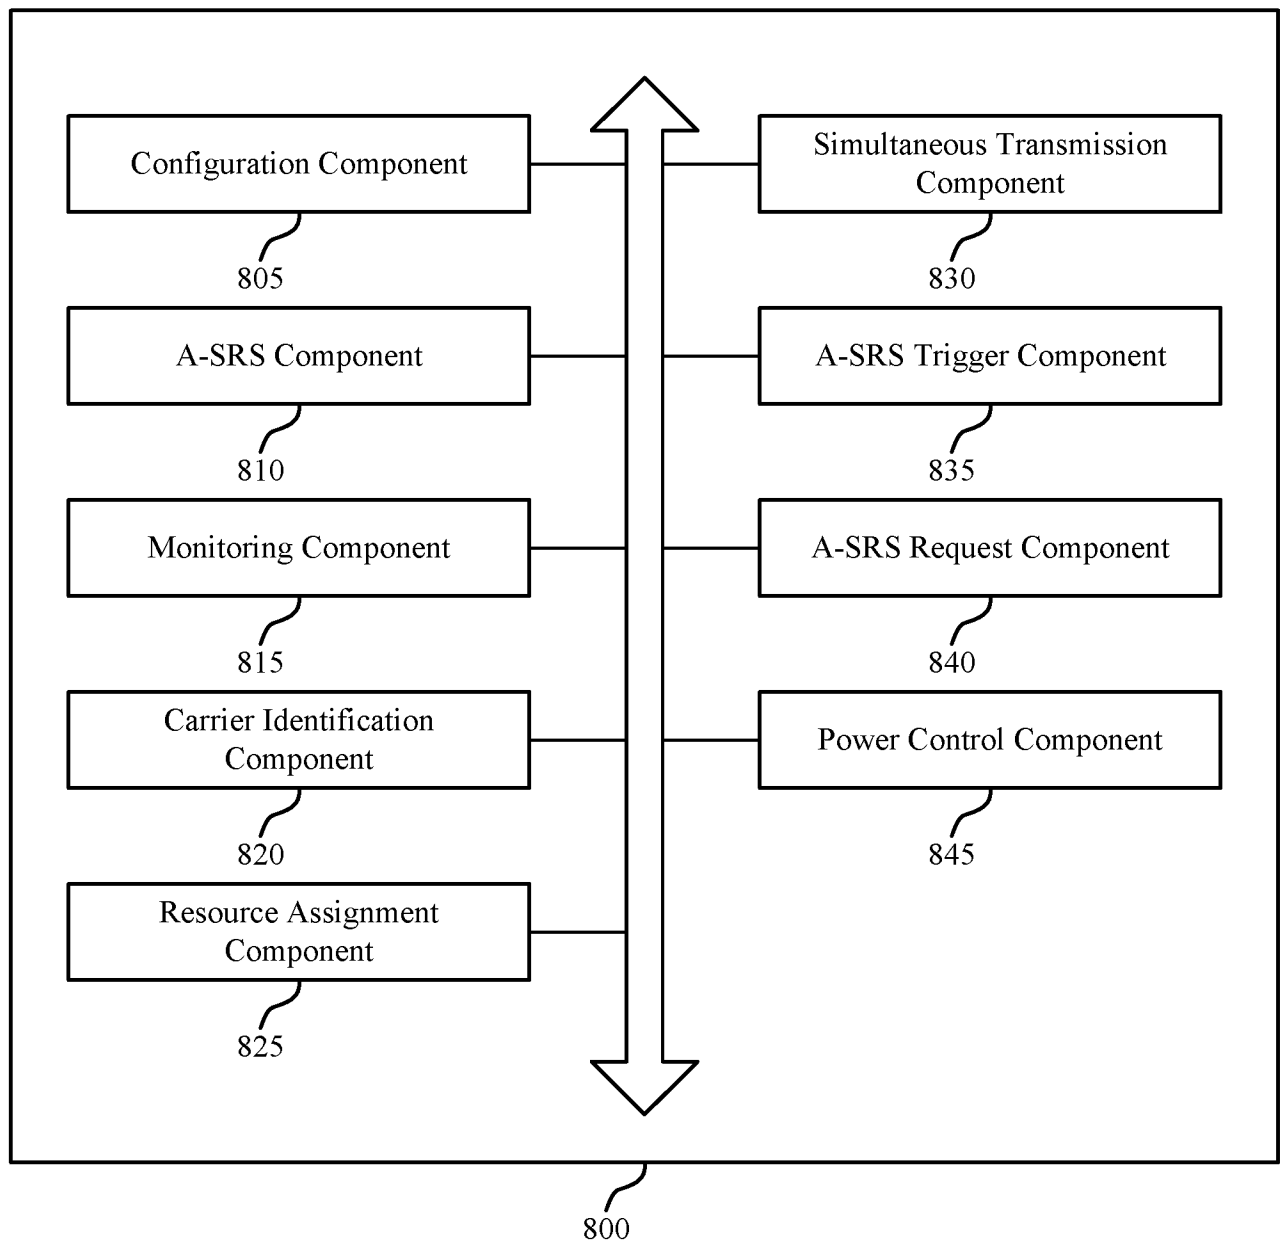 Configuration Component
805
A-SRS Component
810
Monitoring Component
815
Carrier Identification
Component
820
Resource Assignment
Component
825
Simultaneous Transmission
Component
830
A-SRS Trigger Component
835
A-SRS Request Component
840
Power Control Component
845
800